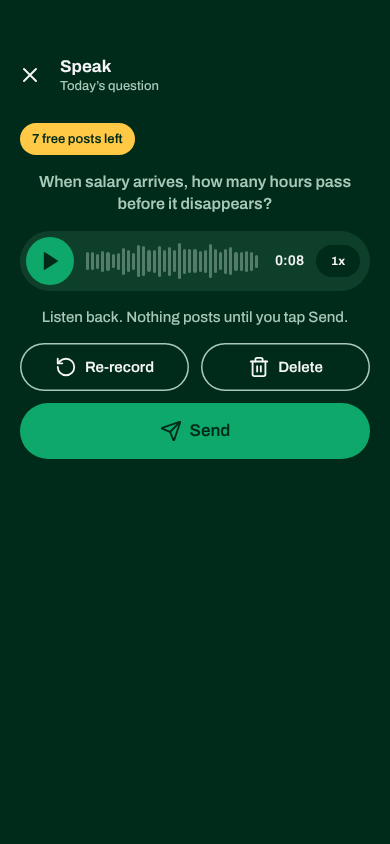 Speak
Today's question
7 free posts left
When salary arrives, how many hours pass
before it disappears?
0:08
1x
Listen back. Nothing posts until you tap Send.
Re-record
Delete
Send